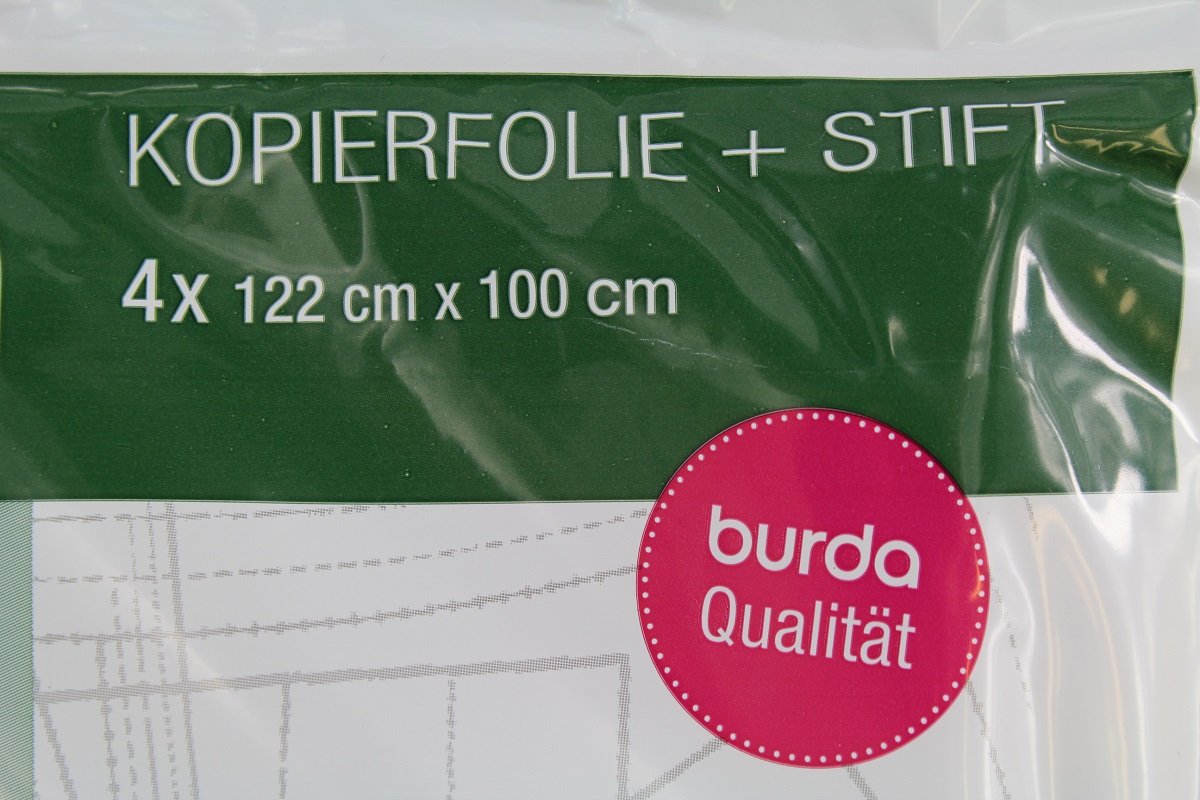 KOPIERFOLIE + STIFT
4x 122 cm x 100 cm
burda
Qualität